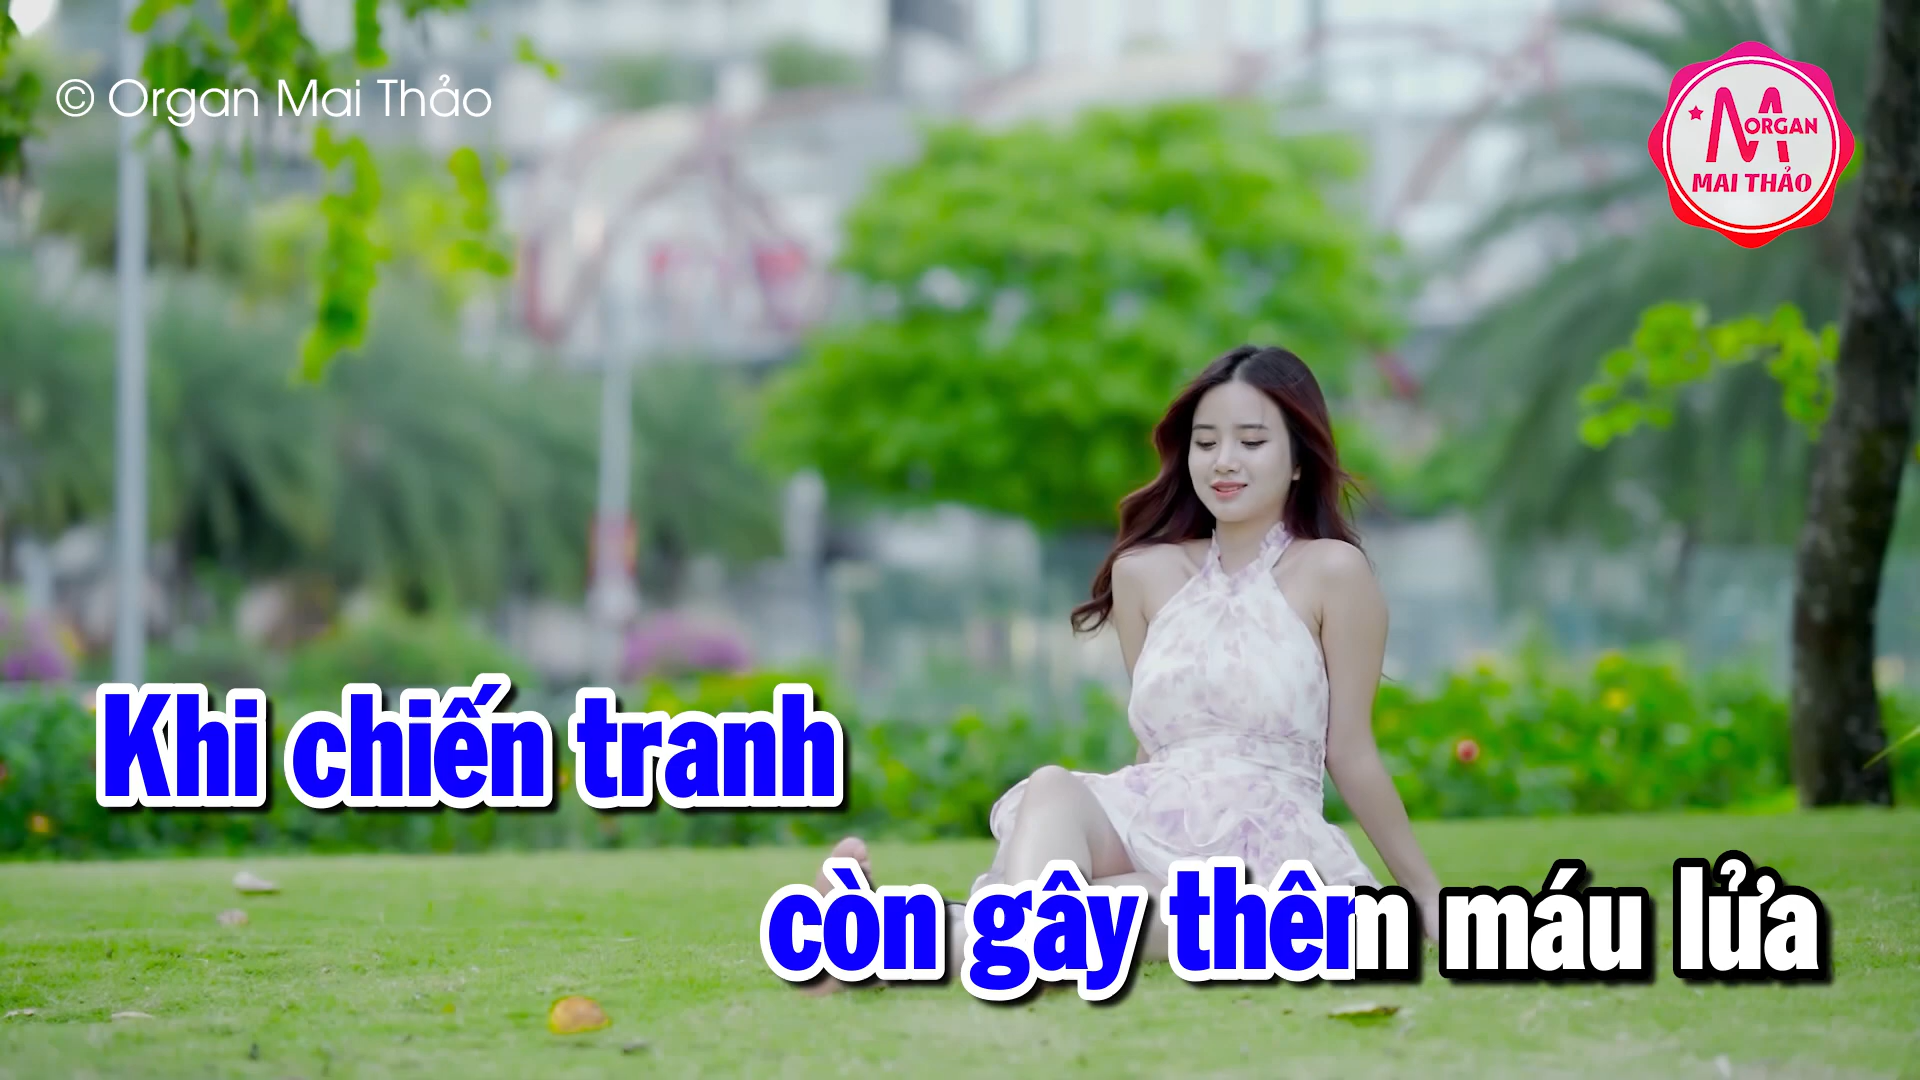 © Organ Mai Thảo
ORGAN
MAI THẢO
Khi chiến tranh
còn gây thêm máu lửa